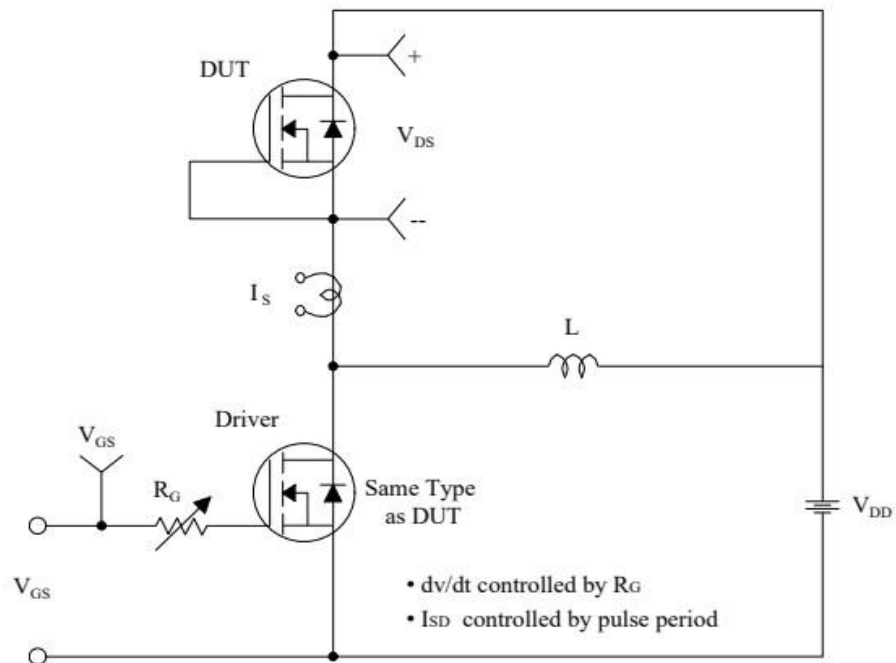 DUT
+
V_DS
--
I_S
L
Driver
V_GS
R_G
Same Type
as DUT
V_DD
V_GS
• dv/dt controlled by R_G
• I_SD controlled by pulse period